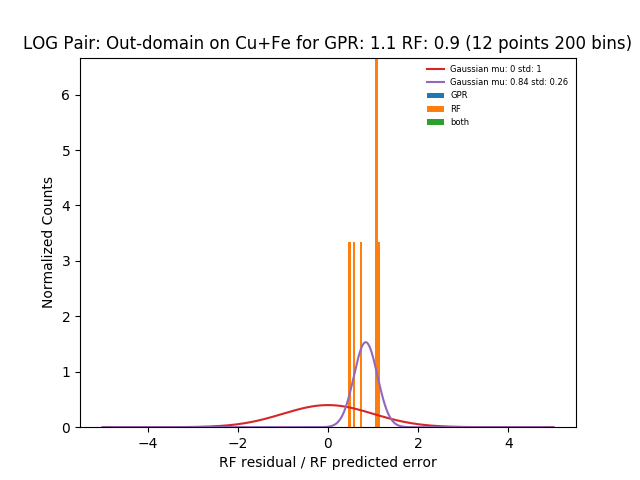 LOG Pair: Out-domain on Cu+Fe for GPR: 1.1 RF: 0.9 (12 points 200 bins)
Gaussian mu: 0 std: 1
Gaussian mu: 0.84 std: 0.26
GPR
RF
both
Normalized Counts
6
5
4
3
2
1
0
−4
−2
0
2
4
RF residual / RF predicted error